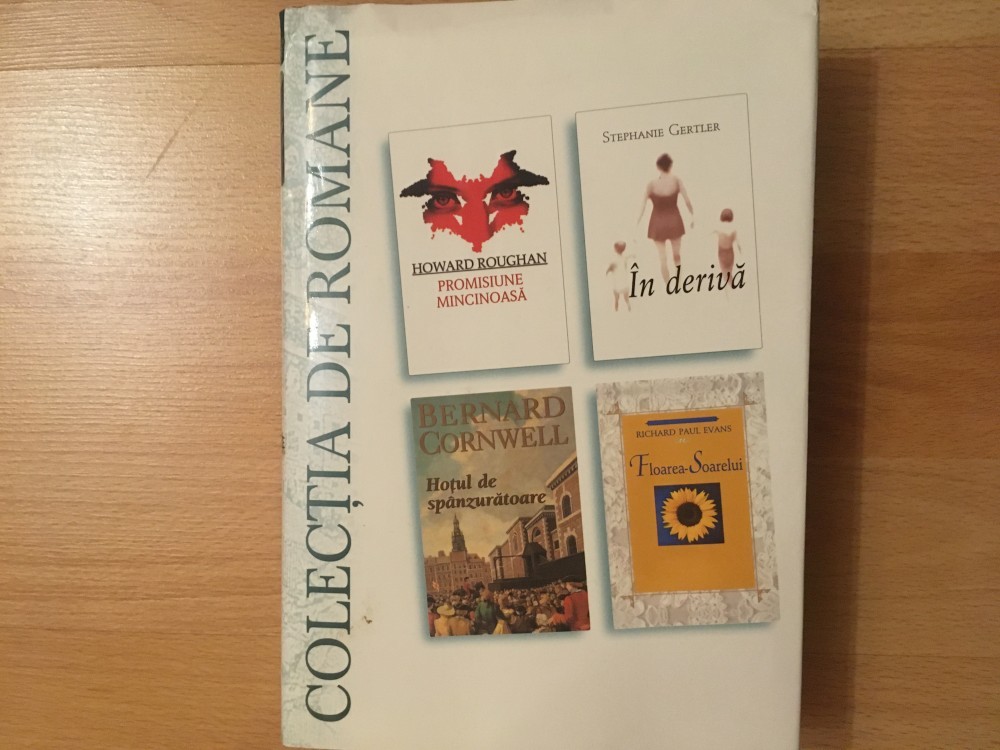 COLECȚIA DE ROMANE
HOWARD ROUGHAN
PROMISIUNE
MINCINOASĂ
STEPHANIE GERTLER
În derivă
BERNARD
CORNWELL
Hoțul de
spânzurătoare
RICHARD PAUL EVANS
Floarea-Soarelui